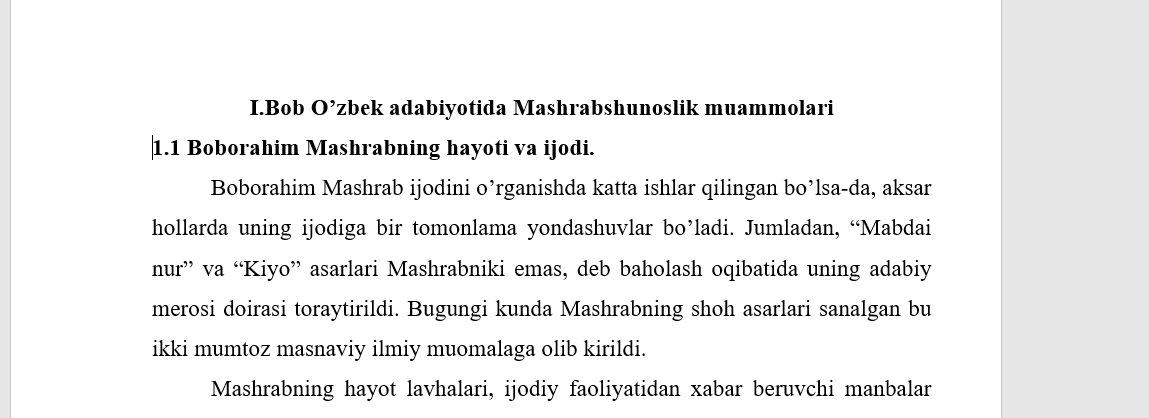 I.Bob O’zbek adabiyotida Mashrabshunoslik muammolari
1.1 Boborahim Mashrabning hayoti va ijodi.
Boborahim Mashrab ijodini o’rganishda katta ishlar qilingan bo’lsa-da, aksar
hollarda uning ijodiga bir tomonlama yondashuvlar bo’ladi. Jumladan, “Mabdai
nur” va “Kiyo” asarlari Mashrabniki emas, deb baholash oqibatida uning adabiy
merosi doirasi toraytirildi. Bugungi kunda Mashrabning shoh asarlari sanalgan bu
ikki mumtoz masnaviy ilmiy muomalaga olib kirildi.
Mashrabning hayot lavhalari, ijodiy faoliyatidan xabar beruvchi manbalar